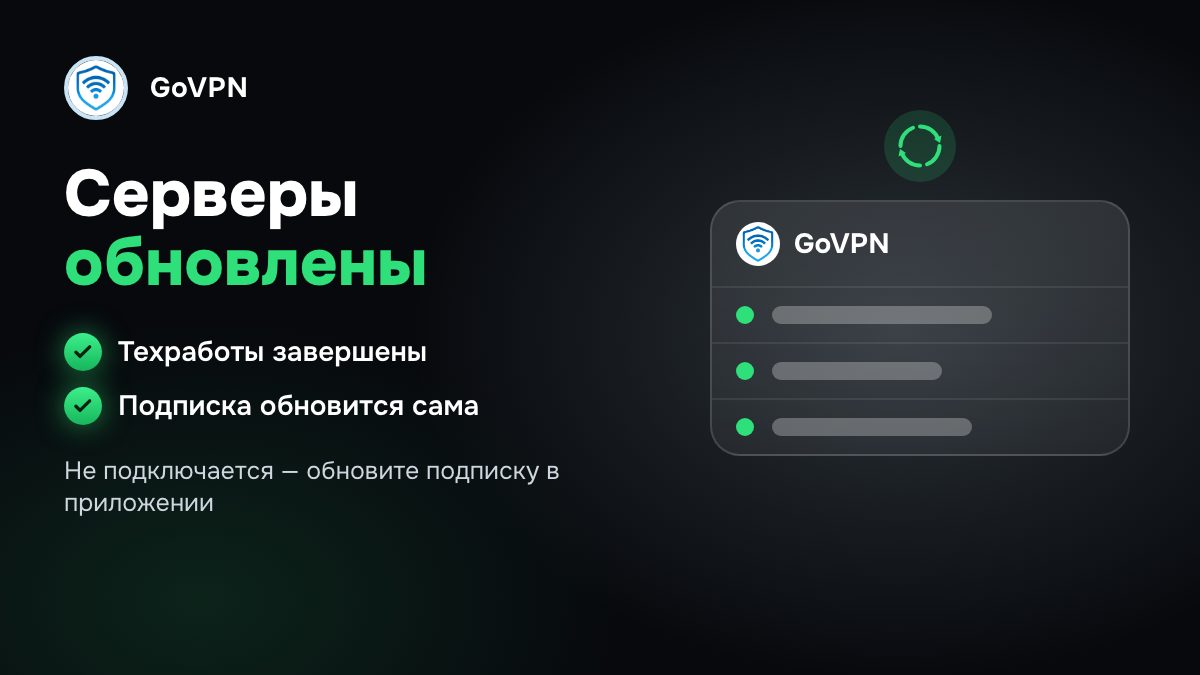 GoVPN
Серверы
обновлены
Техработы завершены
Подписка обновится сама
Не подключается — обновите подписку в
приложении
GoVPN